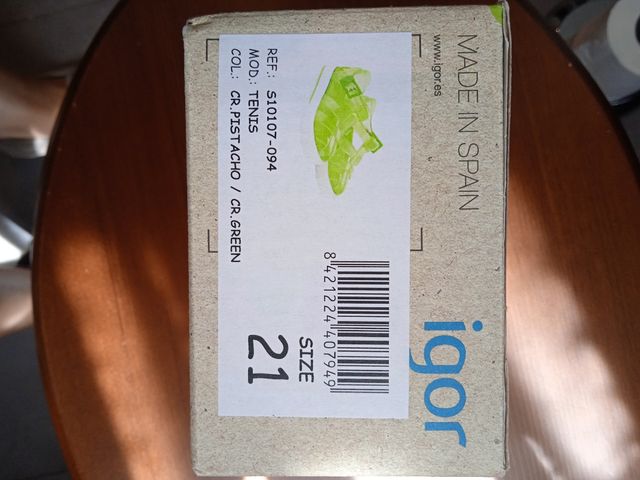 MADE IN SPAIN
www.igor.es
igor
REF.: S10107-094
MOD.: TENIS
COL.: CR.PISTACHO / CR.GREEN
8 421224 407949
SIZE
21